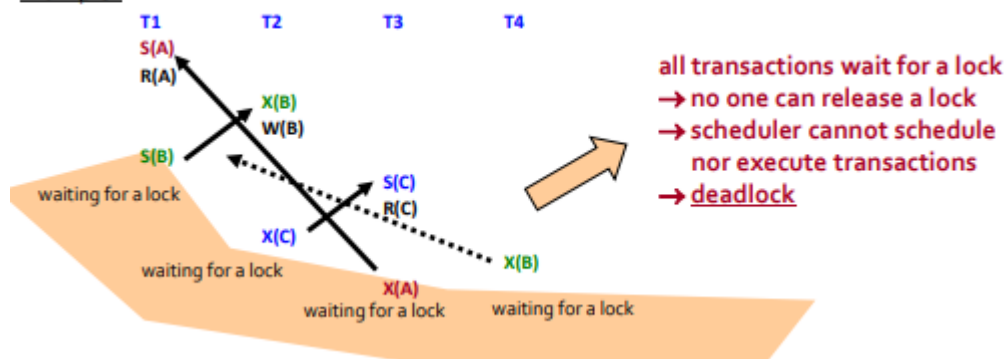 T1 T2 T3 T4
S(A)
R(A)
X(B)
W(B)
S(B)
waiting for a lock
S(C)
R(C)
X(C)
waiting for a lock
X(B)
X(A)
waiting for a lock
waiting for a lock
all transactions wait for a lock
→ no one can release a lock
→ scheduler cannot schedule
nor execute transactions
→ deadlock